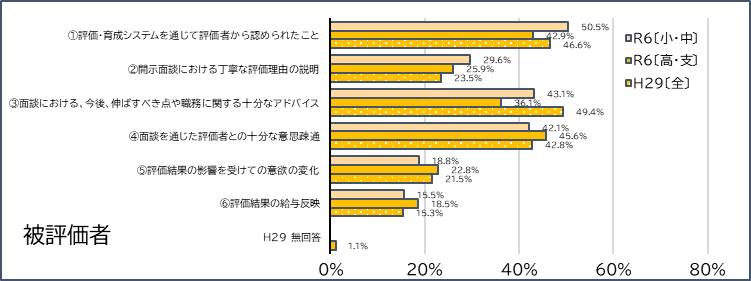 ①評価・育成システムを通じて評価者から認められたこと
50.5%
42.9%
46.6%
②開示面談における丁寧な評価理由の説明
29.6%
25.9%
23.5%
③面談における、今後、伸ばすべき点や職務に関する十分なアドバイス
43.1%
36.1%
49.4%
④面談を通じた評価者との十分な意思疎通
42.1%
45.6%
42.8%
⑤評価結果の影響を受けての意欲の変化
18.8%
22.8%
21.5%
⑥評価結果の給与反映
15.5%
18.5%
15.3%
H29 無回答
1.1%
R6〔小・中〕
R6〔高・支〕
H29〔全〕
被評価者
0% 20% 40% 60% 80%